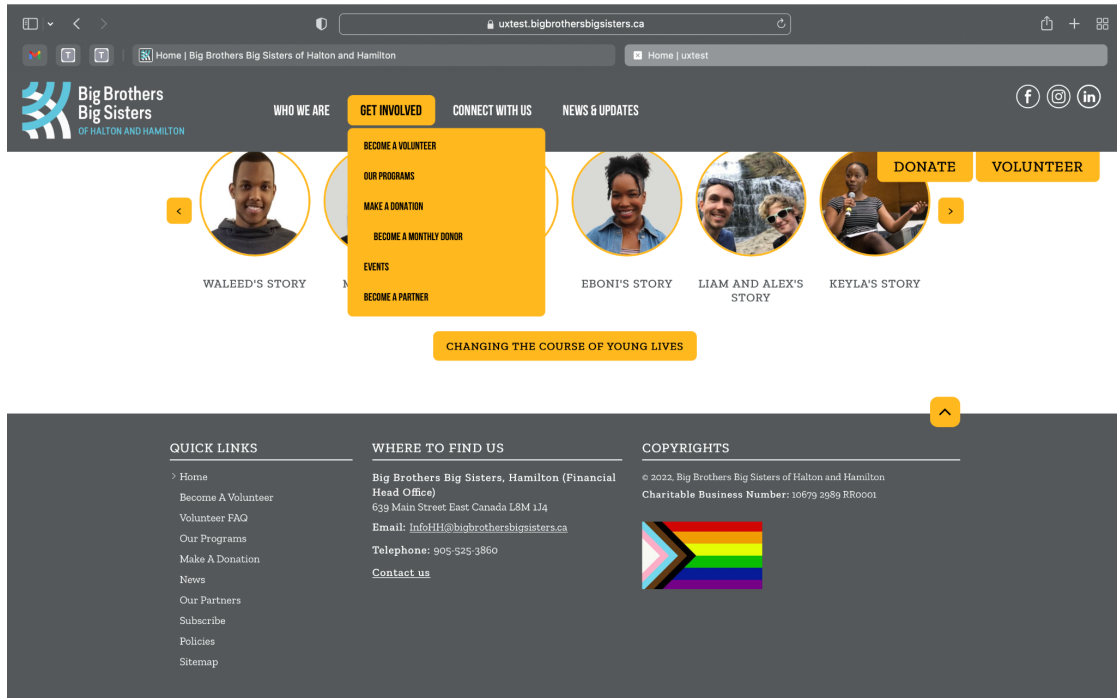 uxtest.bigbrothersbigsisters.ca
T
T
Home | Big Brothers Big Sisters of Halton and Hamilton
Home | uxtest
Big Brothers
Big Sisters
OF HALTON AND HAMILTON
WHO WE ARE
GET INVOLVED
CONNECT WITH US
NEWS & UPDATES
f
in
BECOME A VOLUNTEER
OUR PROGRAMS
MAKE A DONATION
BECOME A MONTHLY DONOR
EVENTS
BECOME A PARTNER
DONATE
VOLUNTEER
<
>
WALEED'S STORY
EBONI'S STORY
LIAM AND ALEX'S
STORY
KEYLA'S STORY
CHANGING THE COURSE OF YOUNG LIVES
QUICK LINKS
> Home
Become A Volunteer
Volunteer FAQ
Our Programs
Make A Donation
News
Our Partners
Subscribe
Policies
Sitemap
WHERE TO FIND US
Big Brothers Big Sisters, Hamilton (Financial
Head Office)
639 Main Street East Canada L8M 1J4
Email: InfoHH@bigbrothersbigsisters.ca
Telephone: 905-525-3860
Contact us
COPYRIGHTS
© 2022, Big Brothers Big Sisters of Halton and Hamilton
Charitable Business Number: 10679 2989 RR0001